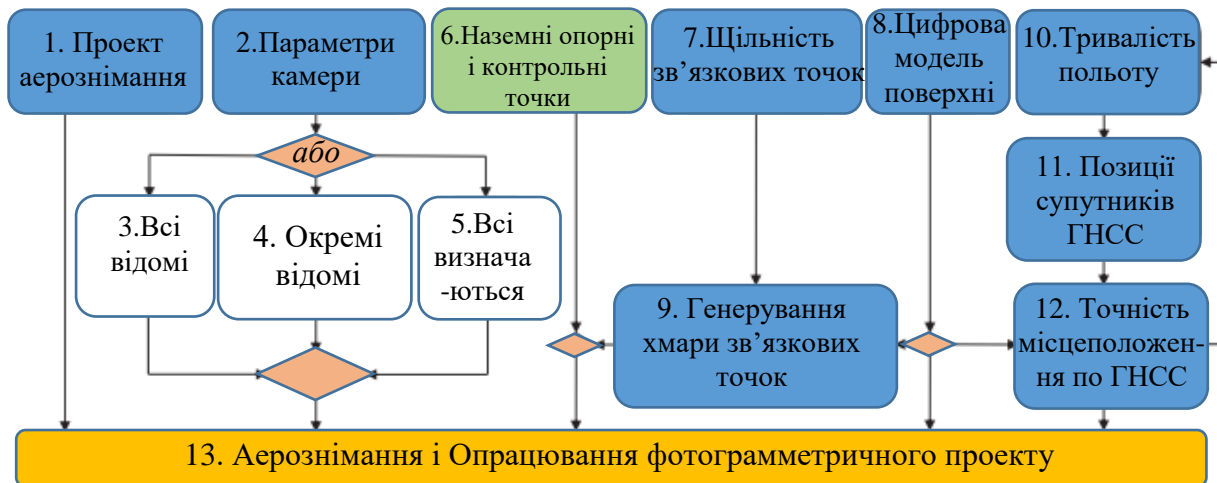 1. Проект
аерознімання
2.Параметри
камери
6.Наземні опорні
і контрольні
точки
7.Щільність
зв’язкових точок
8.Цифрова
модель
поверхні
10.Тривалість
польоту
або
3.Всі
відомі
4. Окремі
відомі
5.Всі
визнача
-ються
11. Позиції
супутників
ГНСС
9. Генерування
хмари зв’язкових
точок
12. Точність
місцеположен-
ня по ГНСС
13. Аерознімання і Опрацювання фотограмметричного проекту